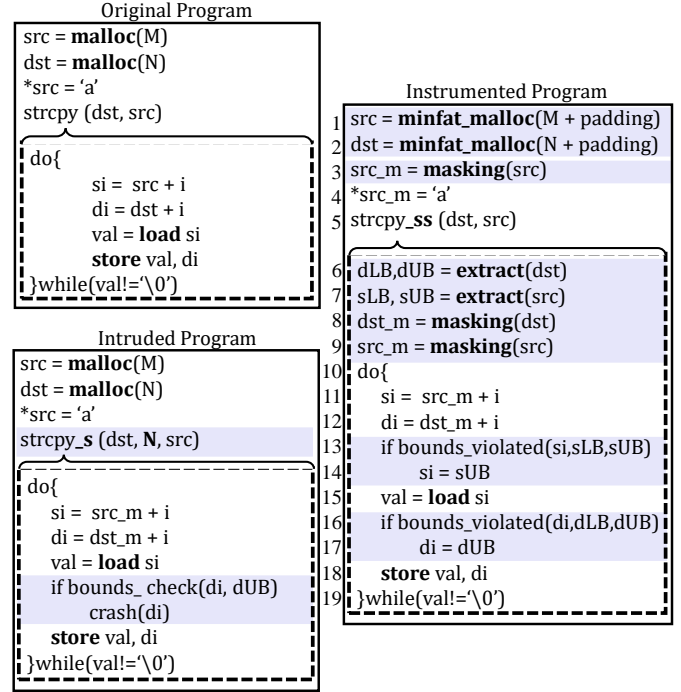 Original Program
src = malloc(M)
dst = malloc(N)
*src = ‘a’
strcpy (dst, src)
do{
si = src + i
di = dst + i
val = load si
store val, di
}while(val!=‘\0’)
Intruded Program
src = malloc(M)
dst = malloc(N)
*src = ‘a’
strcpy_s (dst, N, src)
do{
si = src_m + i
di = dst_m + i
val = load si
if bounds_ check(di, dUB)
crash(di)
store val, di
}while(val!=‘\0’)
Instrumented Program
1 src = minfat_malloc(M + padding)
2 dst = minfat_malloc(N + padding)
3 src_m = masking(src)
4 *src_m = ‘a’
5 strcpy_ss (dst, src)
6 dLB,dUB = extract(dst)
7 sLB, sUB = extract(src)
8 dst_m = masking(dst)
9 src_m = masking(src)
10 do{
11 si = src_m + i
12 di = dst_m + i
13 if bounds_violated(si,sLB,sUB)
14 si = sUB
15 val = load si
16 if bounds_violated(di,dLB,dUB)
17 di = dUB
18 store val, di
19 }while(val!=‘\0’)